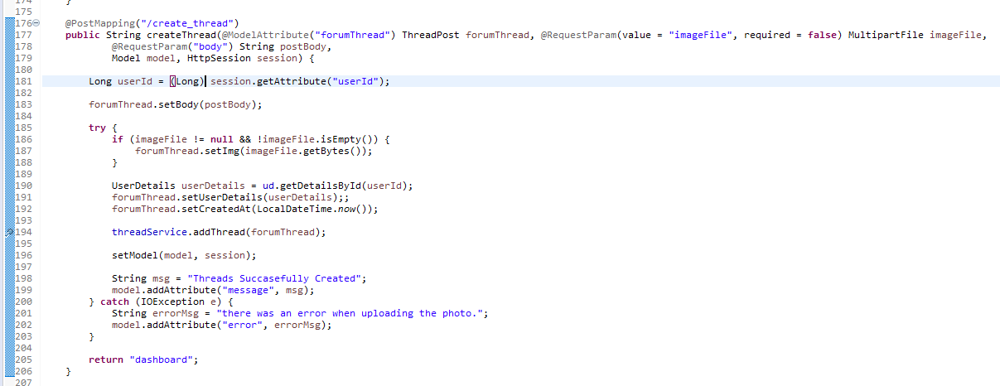 174 }
175
176 @PostMapping("/create_thread")
177 public String createThread(@ModelAttribute("forumThread") ThreadPost forumThread, @RequestParam(value = "imageFile", required = false) MultipartFile imageFile,
178 @RequestParam("body") String postBody,
179 Model model, HttpSession session) {
180
181 Long userId = (Long) session.getAttribute("userId");
182
183 forumThread.setBody(postBody);
184
185 try {
186 if (imageFile != null && !imageFile.isEmpty()) {
187 forumThread.setImg(imageFile.getBytes());
188 }
189
190 UserDetails userDetails = ud.getDetailsById(userId);
191 forumThread.setUserDetails(userDetails);;
192 forumThread.setCreatedAt(LocalDateTime.now());
193
194 threadService.addThread(forumThread);
195
196 setModel(model, session);
197
198 String msg = "Threads Succasefully Created";
199 model.addAttribute("message", msg);
200 } catch (IOException e) {
201 String errorMsg = "there was an error when uploading the photo.";
202 model.addAttribute("error", errorMsg);
203 }
204
205 return "dashboard";
206 }
207